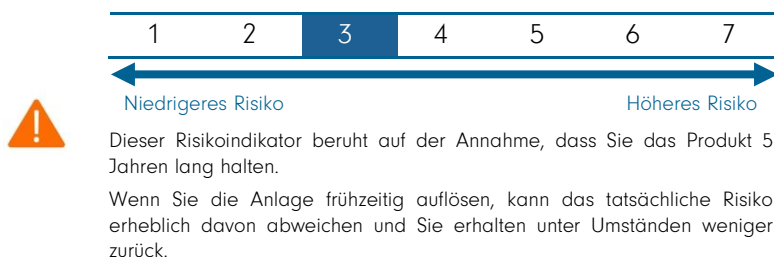 1 2 3 4 5 6 7
Niedrigeres Risiko Höheres Risiko
Dieser Risikoindikator beruht auf der Annahme, dass Sie das Produkt 5
Jahren lang halten.
Wenn Sie die Anlage frühzeitig auflösen, kann das tatsächliche Risiko
erheblich davon abweichen und Sie erhalten unter Umständen weniger
zurück.